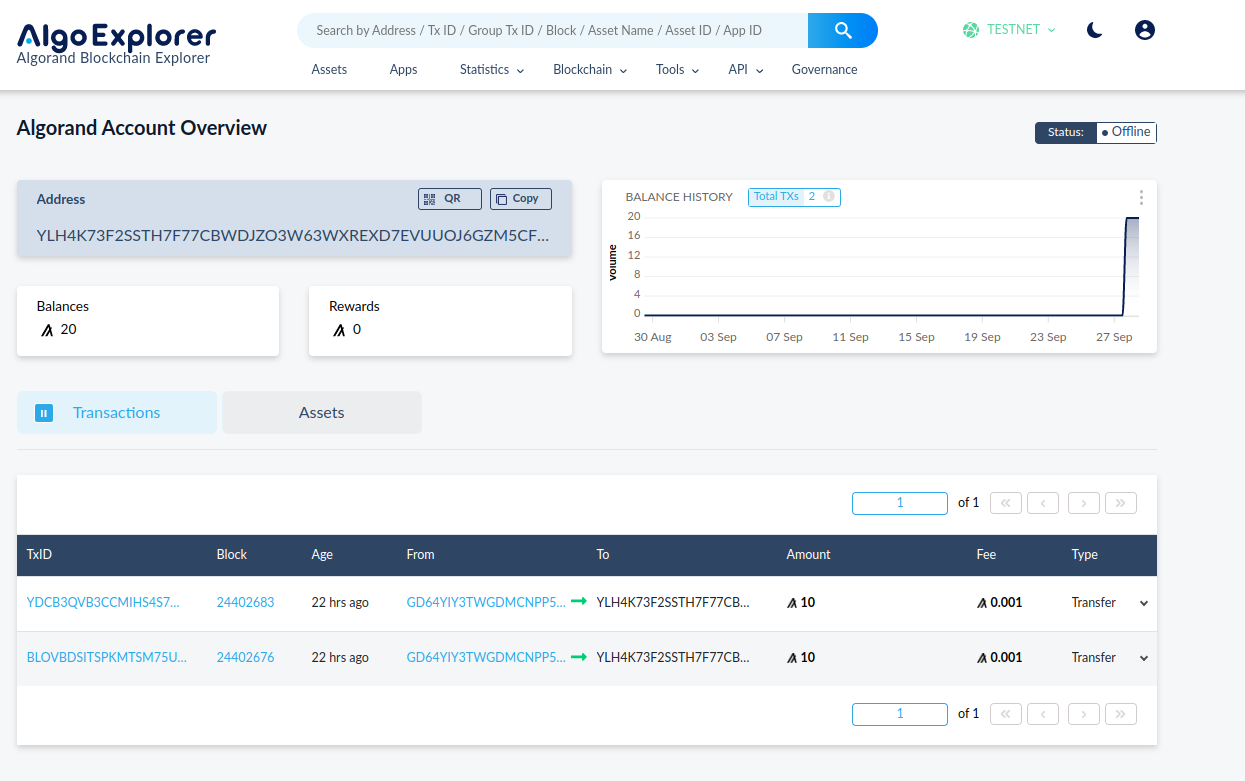 AlgoExplorer
Algorand Blockchain Explorer
Search by Address / Tx ID / Group Tx ID / Block / Asset Name / Asset ID / App ID
TESTNET
Assets Apps Statistics Blockchain Tools API Governance
Algorand Account Overview
Status: Offline
Address QR Copy
YLH4K73F2SSTH7F77CBWDJZO3W63WXREXD7EVUUOJ6GZM5CF...
Balances
20
Rewards
0
BALANCE HISTORY Total TXs 2
Volume
20
16
12
8
4
0
30 Aug 03 Sep 07 Sep 11 Sep 15 Sep 19 Sep 23 Sep 27 Sep
Transactions Assets
1 of 1
TxID Block Age From To Amount Fee Type
YDCB3QVB3CCMIHS4S7... 24402683 22 hrs ago GD64YIY3TWGDMCNPP5... YLH4K73F2SSTH7F77CB... 10 0.001 Transfer
BLOVBDSITSPKMTSM75U... 24402676 22 hrs ago GD64YIY3TWGDMCNPP5... YLH4K73F2SSTH7F77CB... 10 0.001 Transfer
1 of 1